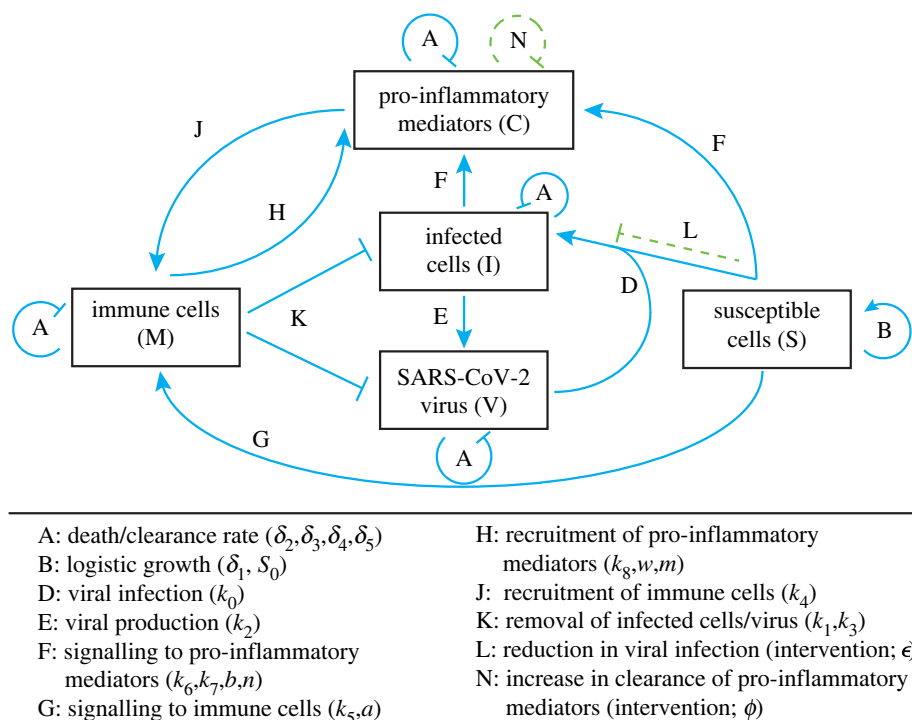 A
N
pro-inflammatory
mediators (C)
J
F
F
H
A
infected
cells (I)
L
D
immune cells
(M)
K
susceptible
cells (S)
A
E
B
SARS-CoV-2
virus (V)
G
A
A: death/clearance rate (δ2,δ3,δ4,δ5)
B: logistic growth (δ1, S0)
D: viral infection (k0)
E: viral production (k2)
F: signalling to pro-inflammatory
mediators (k6,k7,b,n)
G: signalling to immune cells (k5,a)
H: recruitment of pro-inflammatory
mediators (k8,w,m)
J: recruitment of immune cells (k4)
K: removal of infected cells/virus (k1,k3)
L: reduction in viral infection (intervention; ϵ)
N: increase in clearance of pro-inflammatory
mediators (intervention; ϕ)